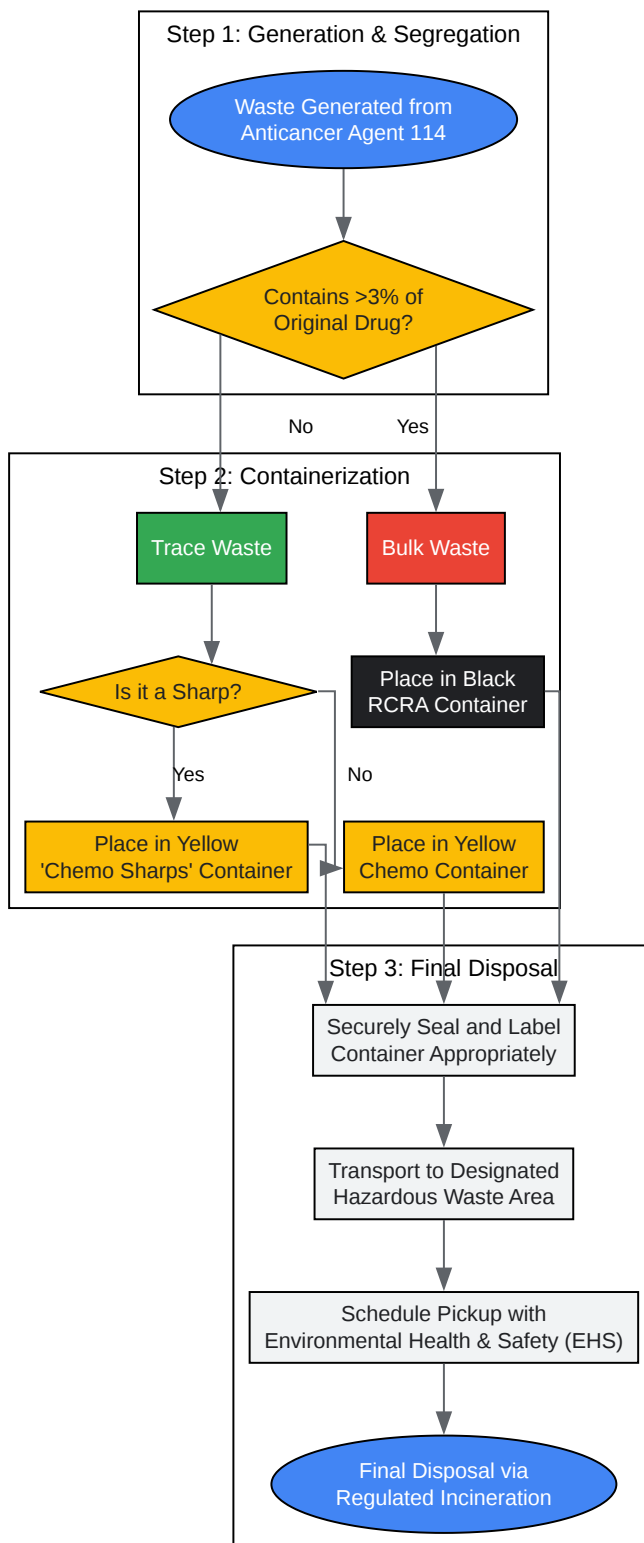 Step 1: Generation & Segregation
Waste Generated from
Anticancer Agent 114
Contains >3% of
Original Drug?
No
Yes
Step 2: Containerization
Trace Waste
Bulk Waste
Is it a Sharp?
Place in Black
RCRA Container
Yes
No
Place in Yellow
'Chemo Sharps' Container
Place in Yellow
Chemo Container
Step 3: Final Disposal
Securely Seal and Label
Container Appropriately
Transport to Designated
Hazardous Waste Area
Schedule Pickup with
Environmental Health & Safety (EHS)
Final Disposal via
Regulated Incineration